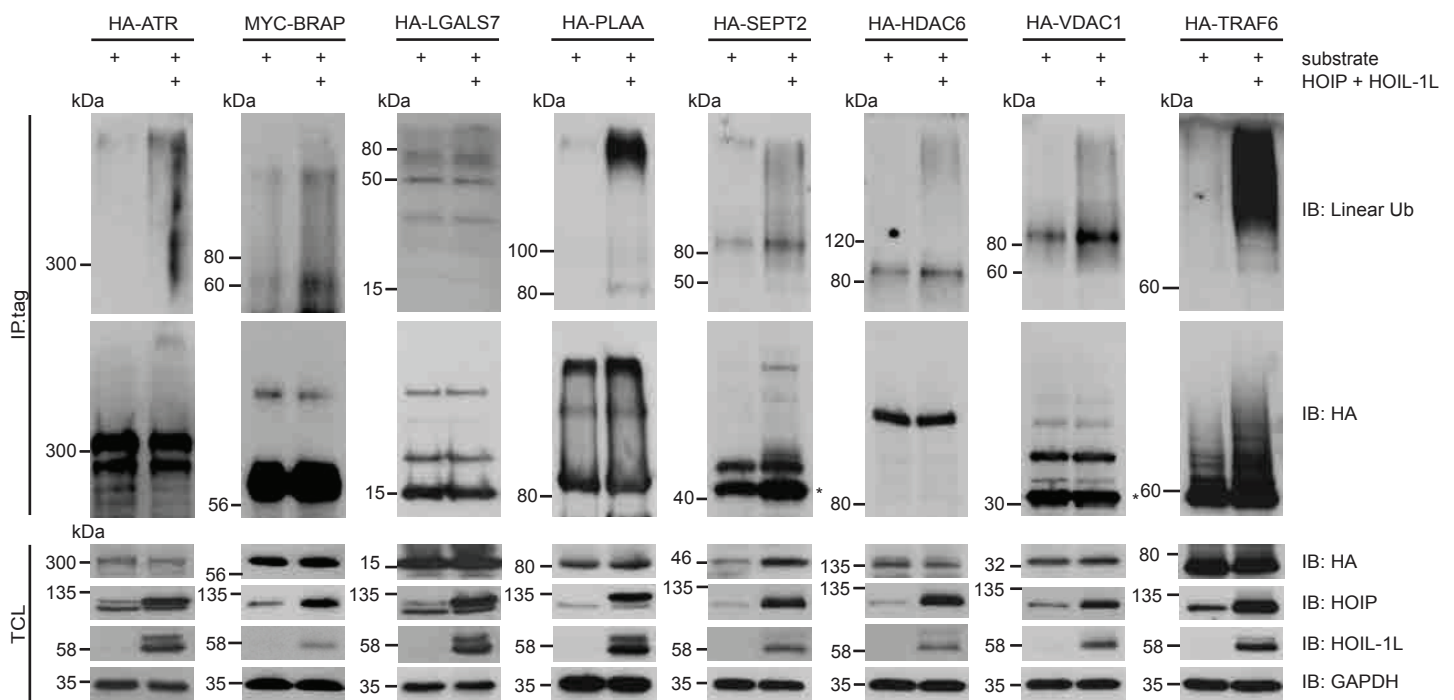 HA-ATR MYC-BRAP HA-LGALS7 HA-PLAA HA-SEPT2 HA-HDAC6 HA-VDAC1 HA-TRAF6
+ + + + + + + + + + + + + + + + substrate
+ + + + + + + + HOIP + HOIL-1L
kDa kDa kDa kDa kDa kDa kDa kDa
IP:tag
300 80 60 80 50 15 100 80 80 50 120 80 80 60 60 IB: Linear Ub
300 56 15 80 40 * 80 30 * 60 IB: HA
kDa
TCL
300 56 15 80 46 135 32 80 IB: HA
135 135 135 135 135 135 135 135 IB: HOIP
58 58 58 58 58 58 58 58 IB: HOIL-1L
35 35 35 35 35 35 35 35 IB: GAPDH